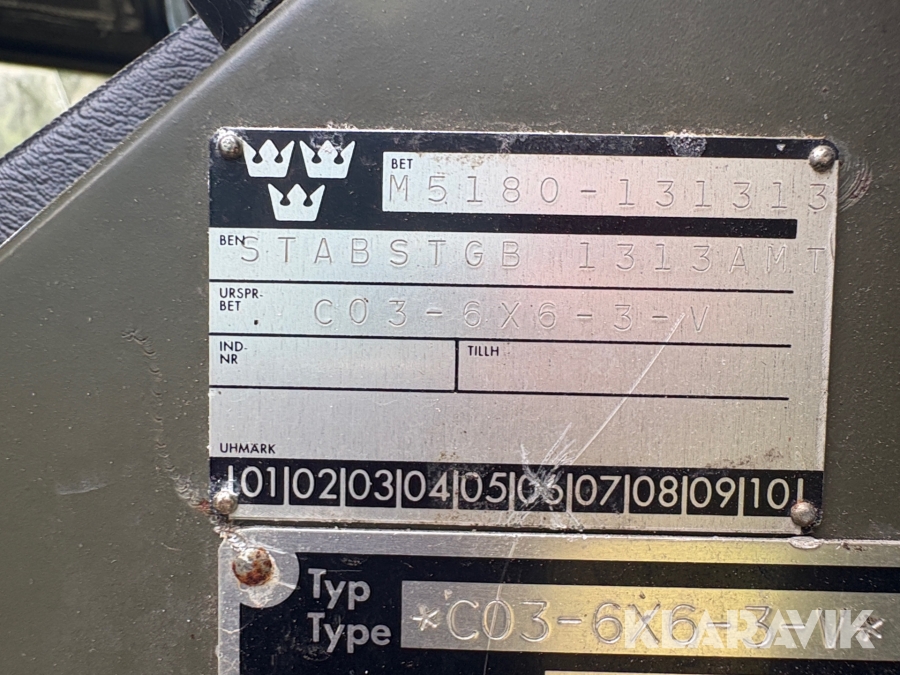 BET
M5180-131313
BEN STABSTGB 1313AMT
URSPR-
BET C03-6X6-3-V
IND-
NR
TILLH
UHMÄRK
|01|02|03|04|05|06|07|08|09|10|
Typ
Type *C03-6X6-3- *
KLARAVIK